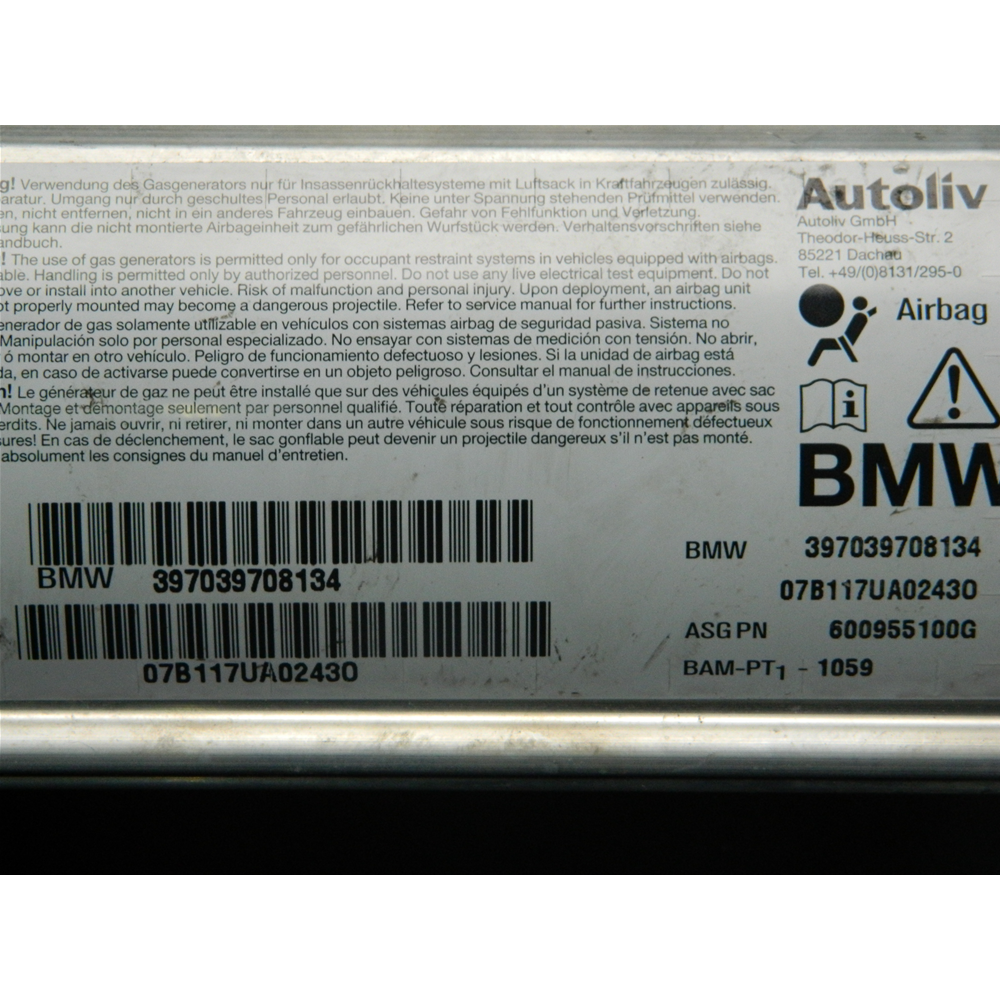 g! Verwendung des Gasgenerators nur für Insassenrückhaltesysteme mit Luftsack in Kraftfahrzeugen zulässig.
aratur. Umgang nur durch geschultes Personal erlaubt. Keine unter Spannung stehenden Prüfmittel verwenden.
en, nicht entfernen, nicht in ein anderes Fahrzeug einbauen. Gefahr von Fehlfunktion und Verletzung.
ung kann die nicht montierte Airbageinheit zum gefährlichen Wurfstück werden. Verhaltensvorschriften siehe
andbuch.
! The use of gas generators is permitted only for occupant restraint systems in vehicles equipped with airbags.
able. Handling is permitted only by authorized personnel. Do not use any live electrical test equipment. Do not
ove or install into another vehicle. Risk of malfunction and personal injury. Upon deployment, an airbag unit
ot properly mounted may become a dangerous projectile. Refer to service manual for further instructions.
enerador de gas solamente utilizable en vehículos con sistemas airbag de seguridad pasiva. Sistema no
Manipulación solo por personal especializado. No ensayar con sistemas de medición con tensión. No abrir,
ó montar en otro vehículo. Peligro de funcionamiento defectuoso y lesiones. Si la unidad de airbag está
da, en caso de activarse puede convertirse en un objeto peligroso. Consultar el manual de instrucciones.
n! Le générateur de gaz ne peut être installé que sur des véhicules équipés d'un système de retenue avec sac
Montage et démontage seulement par personnel qualifié. Toute réparation et tout contrôle avec appareils sous
erdits. Ne jamais ouvrir, ni retirer, ni monter dans un autre véhicule sous risque de fonctionnement défectueux
sures! En cas de déclenchement, le sac gonflable peut devenir un projectile dangereux s'il n'est pas monté.
absolument les consignes du manuel d'entretien.
Autoliv
Autoliv GmbH
Theodor-Heuss-Str. 2
85221 Dachau
Tel. +49/(0)8131/295-0
Airbag
i
!
BMW
BMW 397039708134
07B117UA02430
BMW 397039708134
07B117UA02430
ASG PN 600955100G
BAM-PT1 - 1059